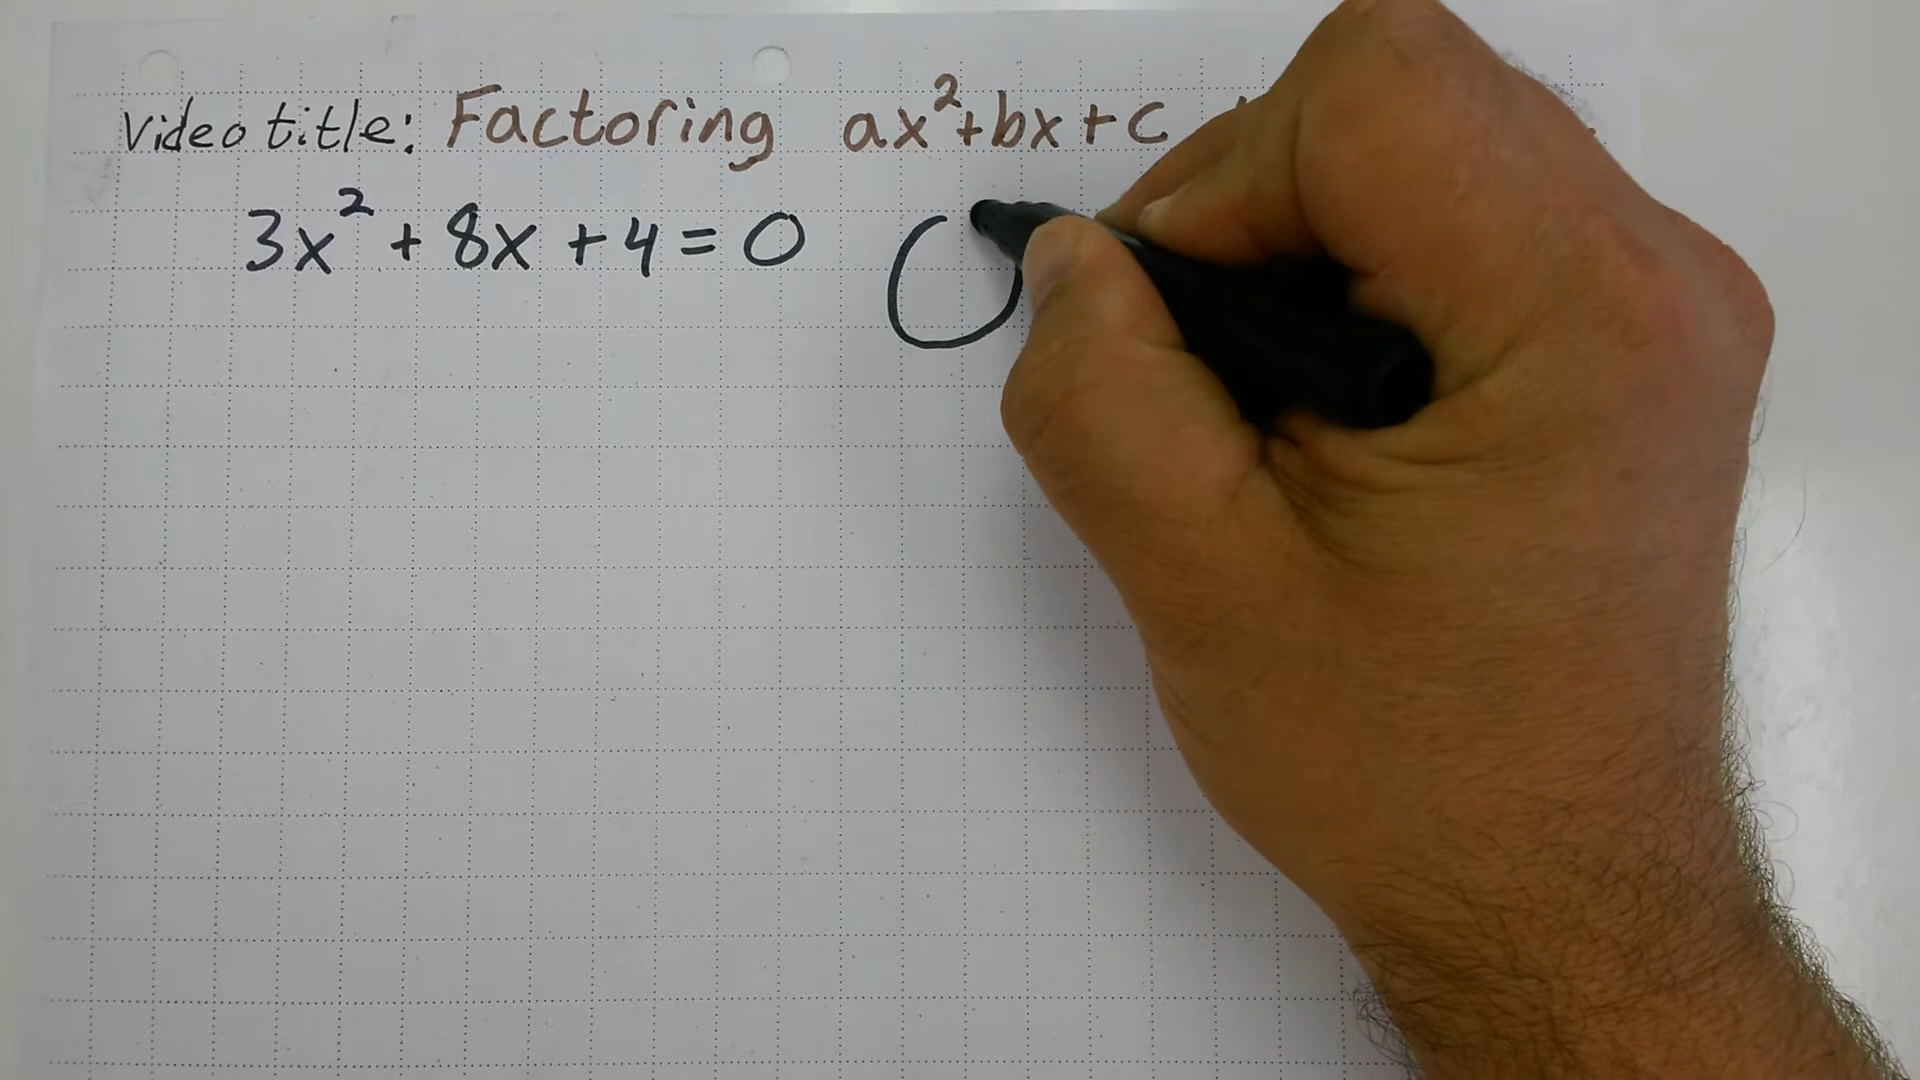 Video title: Factoring ax²+bx+c
3x² + 8x + 4 = 0